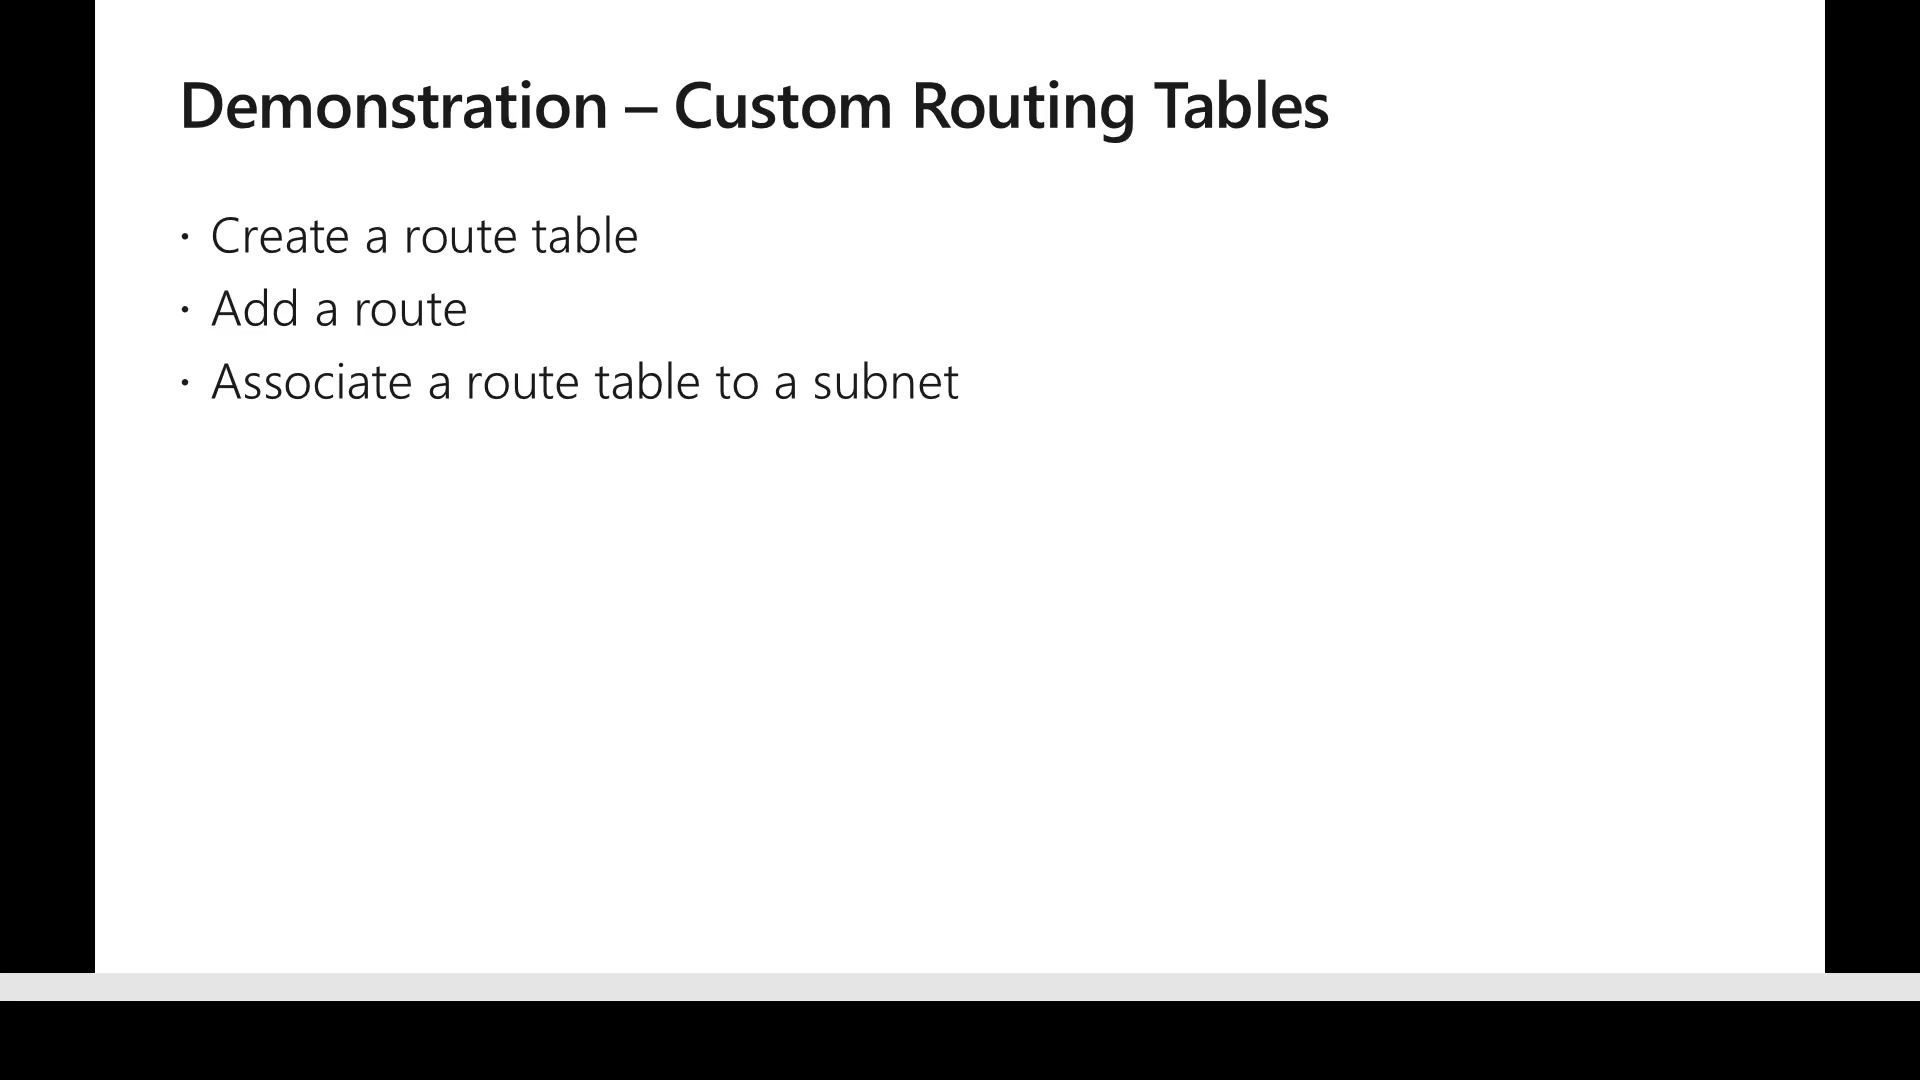 Demonstration – Custom Routing Tables
• Create a route table
• Add a route
• Associate a route table to a subnet